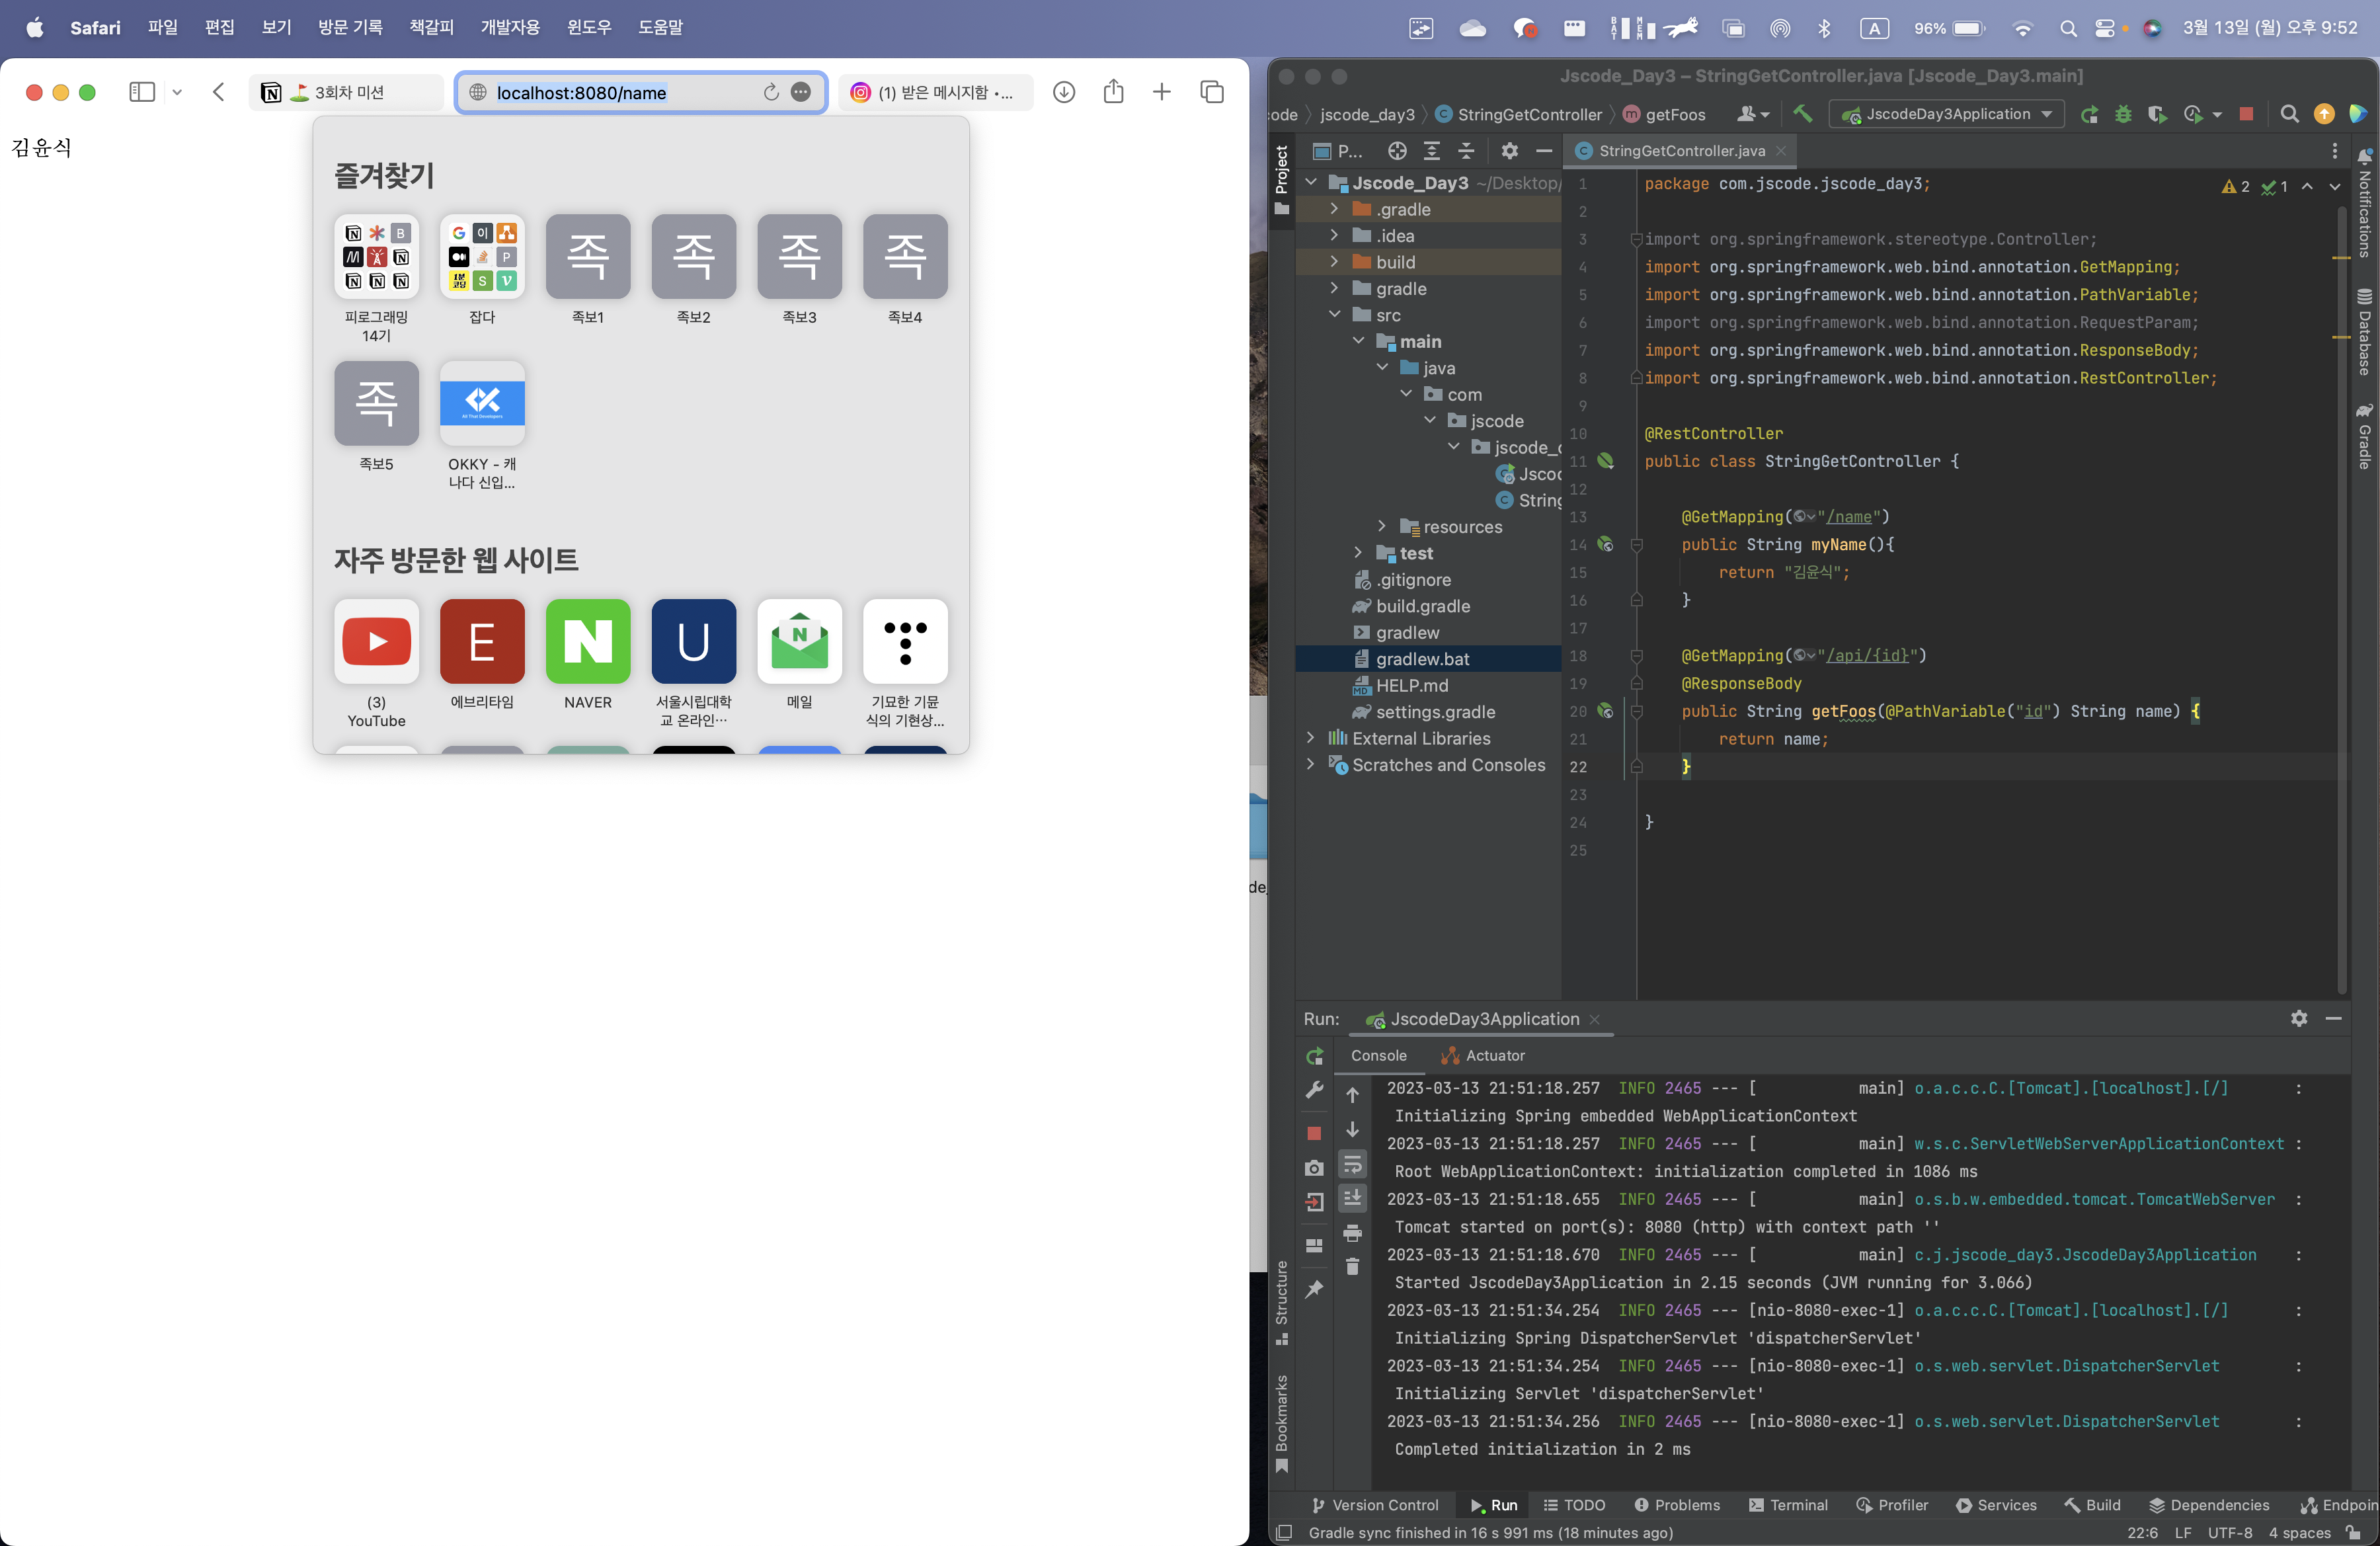 Safari 파일 편집 보기 방문 기록 책갈피 개발자용 윈도우 도움말
BAT MEM A 96% 3월 13일 (월) 오후 9:52
3회차 미션
localhost:8080/name
(1) 받은 메시지함 •...
김윤식
즐겨찾기
피로그래밍 14기
잡다
족
족보1
족
족보2
족
족보3
족
족보4
족
족보5
OKKY - 캐나다 신입...
자주 방문한 웹 사이트
(3) YouTube
E
에브리타임
N
NAVER
U
서울시립대학교 온라인...
메일
기묘한 기문식의 기현상...
Jscode_Day3 – StringGetController.java [Jscode_Day3.main]
code jscode_day3 StringGetController getFoos JscodeDay3Application
Project
P...
StringGetController.java
Jscode_Day3 ~/Desktop/
.gradle
.idea
build
gradle
src
main
java
com
jscode
jscode_
Jscod
String
resources
test
.gitignore
build.gradle
gradlew
gradlew.bat
HELP.md
settings.gradle
External Libraries
Scratches and Consoles
2 1
1 package com.jscode.jscode_day3;
2
3 import org.springframework.stereotype.Controller;
4 import org.springframework.web.bind.annotation.GetMapping;
5 import org.springframework.web.bind.annotation.PathVariable;
6 import org.springframework.web.bind.annotation.RequestParam;
7 import org.springframework.web.bind.annotation.ResponseBody;
8 import org.springframework.web.bind.annotation.RestController;
9
10 @RestController
11 public class StringGetController {
12
13 @GetMapping("/name")
14 public String myName(){
15 return "김윤식";
16 }
17
18 @GetMapping("/api/{id}")
19 @ResponseBody
20 public String getFoos(@PathVariable("id") String name) {
21 return name;
22 }
23
24 }
25
Notifications
Database
Gradle
de_
Run: JscodeDay3Application
Console Actuator
2023-03-13 21:51:18.257 INFO 2465 --- [ main] o.a.c.c.C.[Tomcat].[localhost].[/] :
Initializing Spring embedded WebApplicationContext
2023-03-13 21:51:18.257 INFO 2465 --- [ main] w.s.c.ServletWebServerApplicationContext :
Root WebApplicationContext: initialization completed in 1086 ms
2023-03-13 21:51:18.655 INFO 2465 --- [ main] o.s.b.w.embedded.tomcat.TomcatWebServer :
Tomcat started on port(s): 8080 (http) with context path ''
2023-03-13 21:51:18.670 INFO 2465 --- [ main] c.j.jscode_day3.JscodeDay3Application :
Started JscodeDay3Application in 2.15 seconds (JVM running for 3.066)
2023-03-13 21:51:34.254 INFO 2465 --- [nio-8080-exec-1] o.a.c.c.C.[Tomcat].[localhost].[/] :
Initializing Spring DispatcherServlet 'dispatcherServlet'
2023-03-13 21:51:34.254 INFO 2465 --- [nio-8080-exec-1] o.s.web.servlet.DispatcherServlet :
Initializing Servlet 'dispatcherServlet'
2023-03-13 21:51:34.256 INFO 2465 --- [nio-8080-exec-1] o.s.web.servlet.DispatcherServlet :
Completed initialization in 2 ms
Structure
Bookmarks
Version Control Run TODO Problems Terminal Profiler Services Build Dependencies Endpoin
Gradle sync finished in 16 s 991 ms (18 minutes ago) 22:6 LF UTF-8 4 spaces